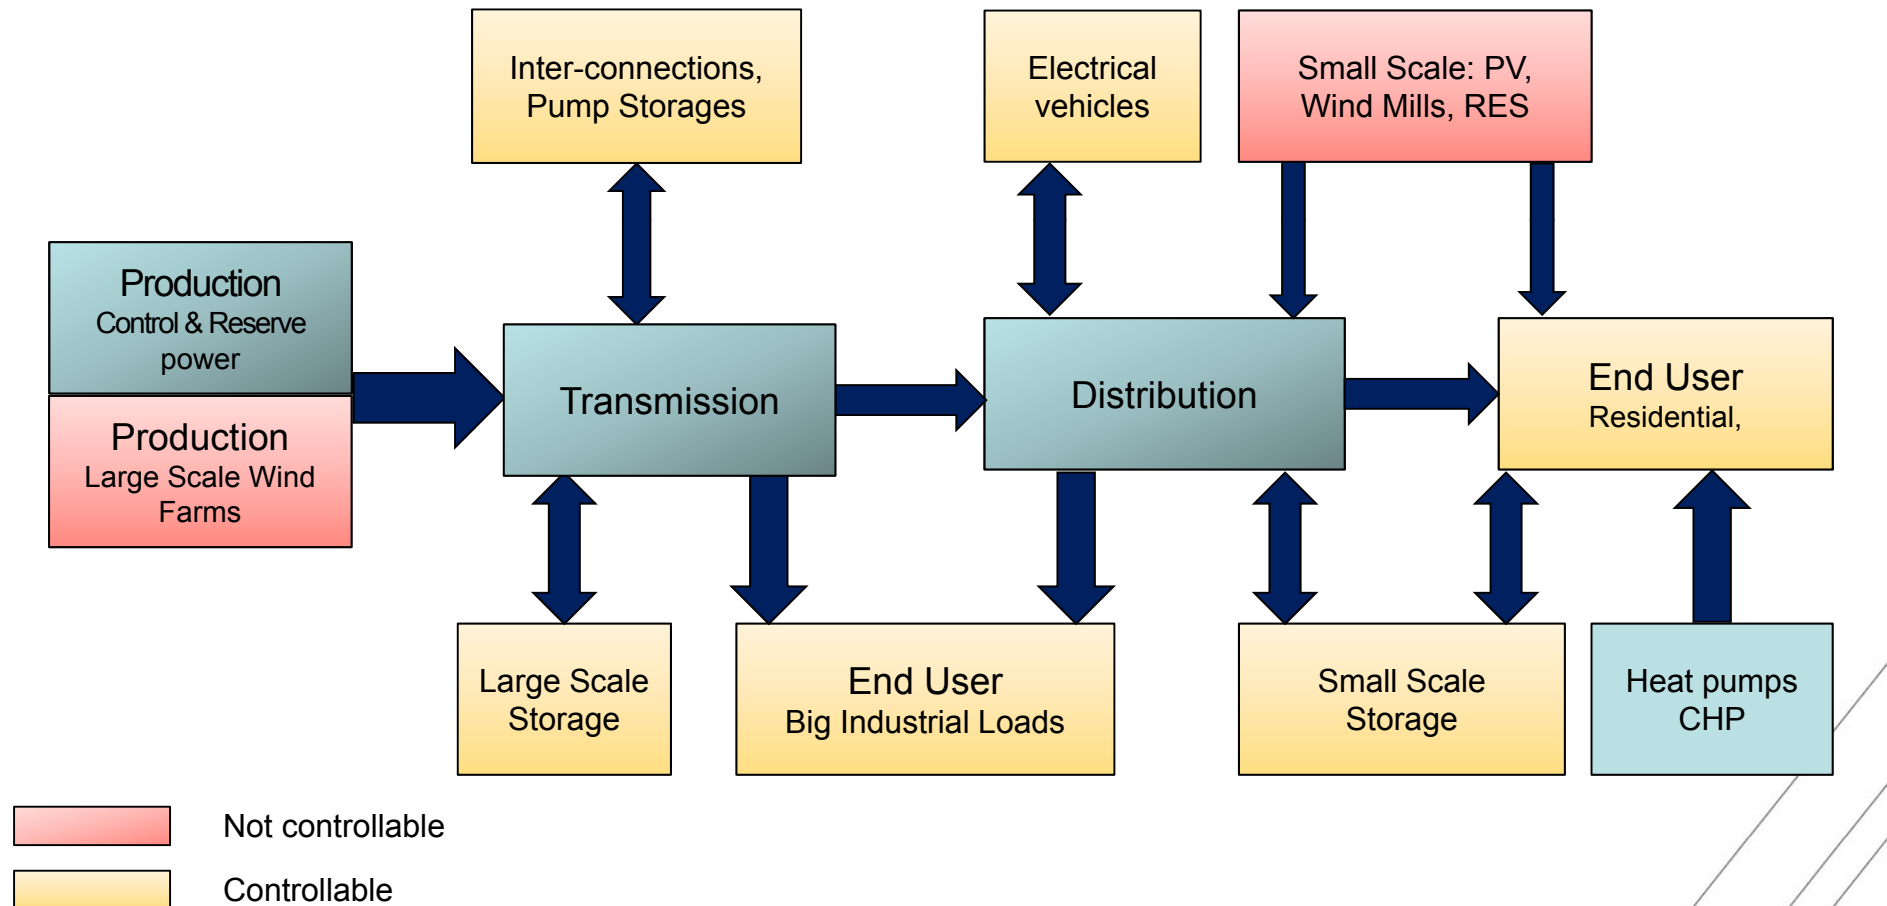 Inter-connections,
Pump Storages
Electrical
vehicles
Small Scale: PV,
Wind Mills, RES
Production
Control & Reserve
power
Production
Large Scale Wind
Farms
Transmission
Distribution
End User
Residential,
Large Scale
Storage
End User
Big Industrial Loads
Small Scale
Storage
Heat pumps
CHP
Not controllable
Controllable